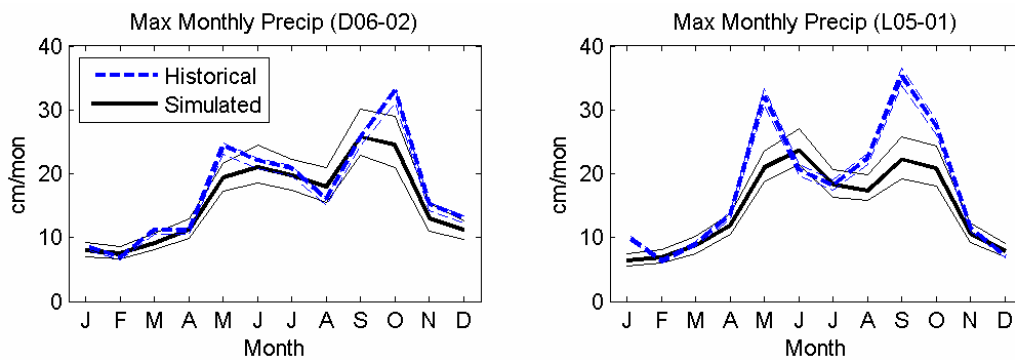 Max Monthly Precip (D06-02)
40
30
20
10
0
cm/mon
Historical
Simulated
J F M A M J J A S O N D
Month
Max Monthly Precip (L05-01)
40
30
20
10
0
cm/mon
J F M A M J J A S O N D
Month